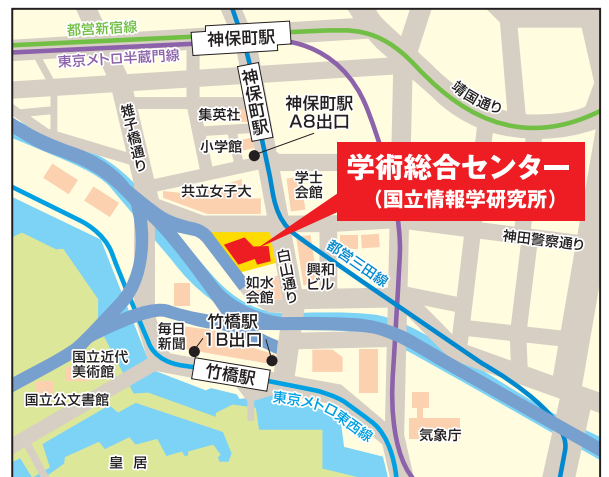 都営新宿線
東京メトロ半蔵門線
神保町駅
神保町駅
靖国通り
雉子橋通り
集英社
小学館
神保町駅
A8出口
学術総合センター
（国立情報学研究所）
共立女子大
学士
会館
神田警察通り
白山通り
都営三田線
興和
ビル
如水
会館
竹橋駅
1B出口
毎日
新聞
国立近代
美術館
竹橋駅
国立公文書館
東京メトロ東西線
気象庁
皇居